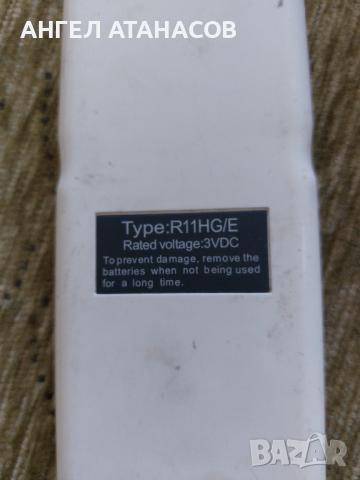 АНГЕЛ АТАНАСОВ
Type:R11HG/E
Rated voltage:3VDC
To prevent damage, remove the
batteries when not being used
for a long time.
BAZAR